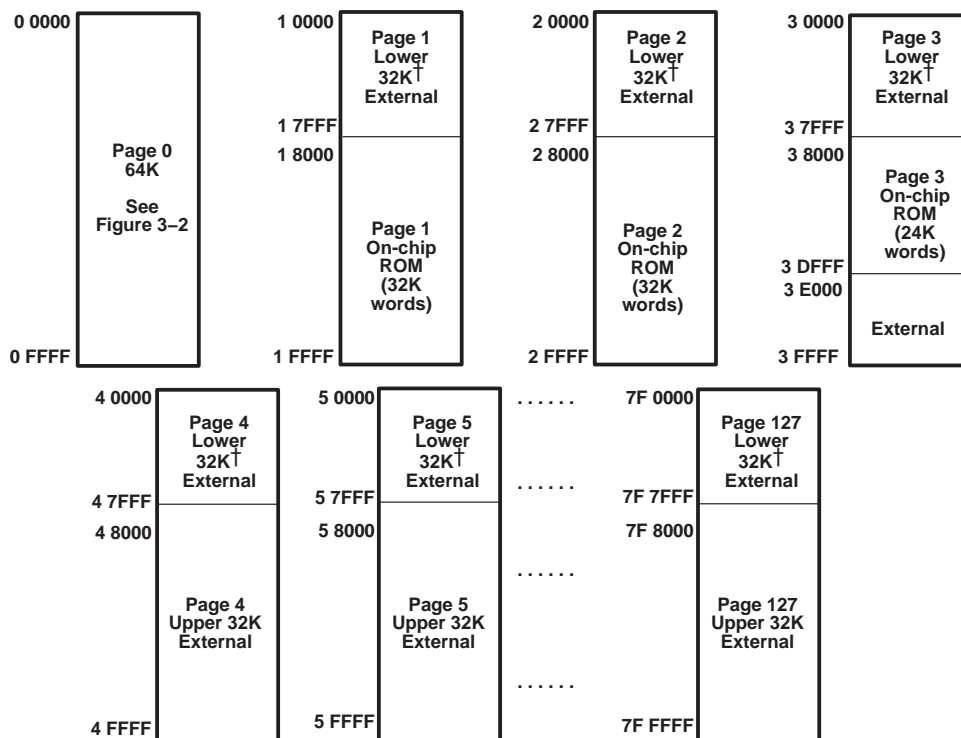 0 0000
Page 0
64K
See
Figure 3–2
0 FFFF
1 0000
Page 1
Lower
32K†
External
1 7FFF
1 8000
Page 1
On-chip
ROM
(32K
words)
1 FFFF
2 0000
Page 2
Lower
32K†
External
2 7FFF
2 8000
Page 2
On-chip
ROM
(32K
words)
2 FFFF
3 0000
Page 3
Lower
32K†
External
3 7FFF
3 8000
Page 3
On-chip
ROM
(24K
words)
3 DFFF
3 E000
External
3 FFFF
4 0000
Page 4
Lower
32K†
External
4 7FFF
4 8000
Page 4
Upper 32K
External
4 FFFF
5 0000
Page 5
Lower
32K†
External
5 7FFF
5 8000
Page 5
Upper 32K
External
5 FFFF
. . . . . .
. . . . . .
. . . . . .
. . . . . .
7F 0000
Page 127
Lower
32K†
External
7F 7FFF
7F 8000
Page 127
Upper 32K
External
7F FFFF